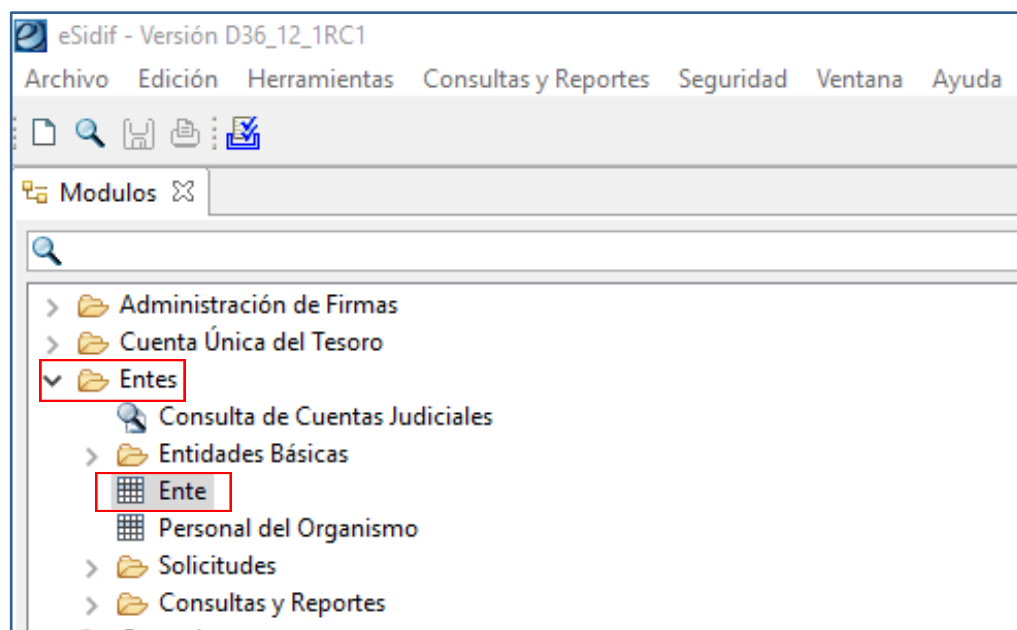 eSidif - Versión D36_12_1RC1
Archivo Edición Herramientas Consultas y Reportes Seguridad Ventana Ayuda
Modulos
Administración de Firmas
Cuenta Única del Tesoro
Entes
Consulta de Cuentas Judiciales
Entidades Básicas
Ente
Personal del Organismo
Solicitudes
Consultas y Reportes